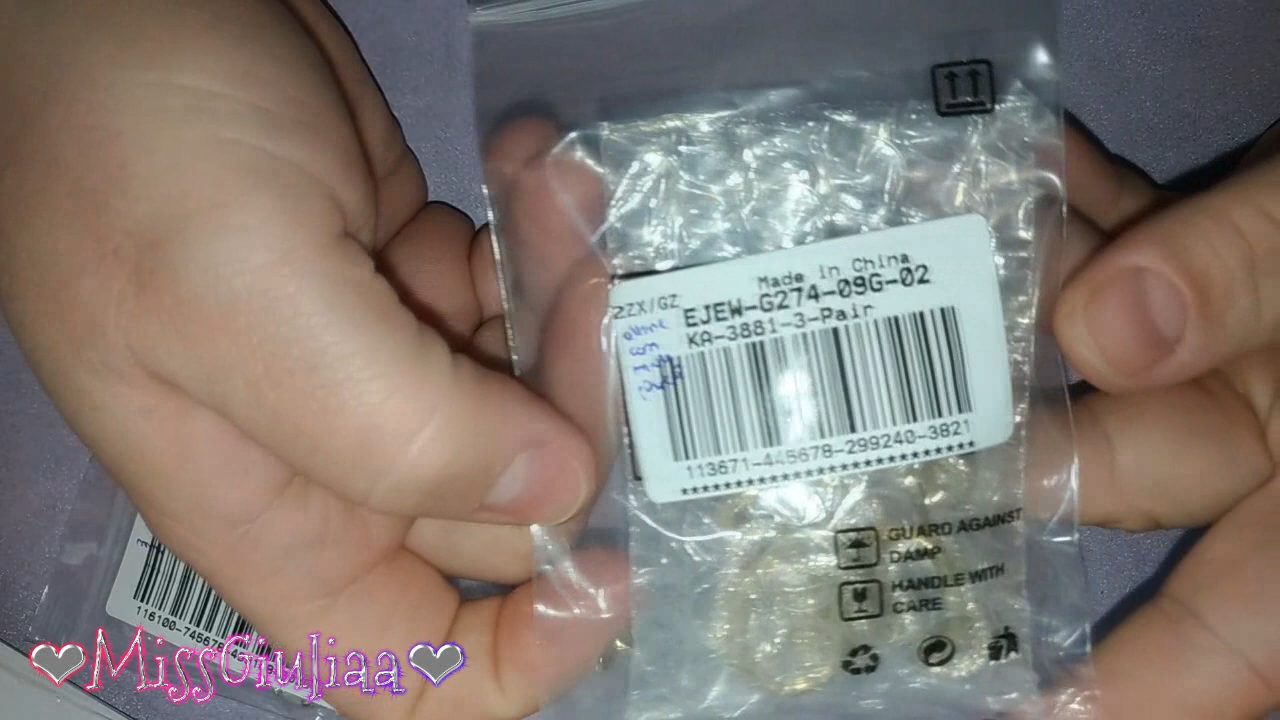 Made in China
ZZX/GZ
EJEW-G274-09G-02
KA-3881-3-Pair
113671-445678-299240-3821
********************************
GUARD AGAINST
DAMP
HANDLE WITH
CARE
❤MissGiuliaa❤